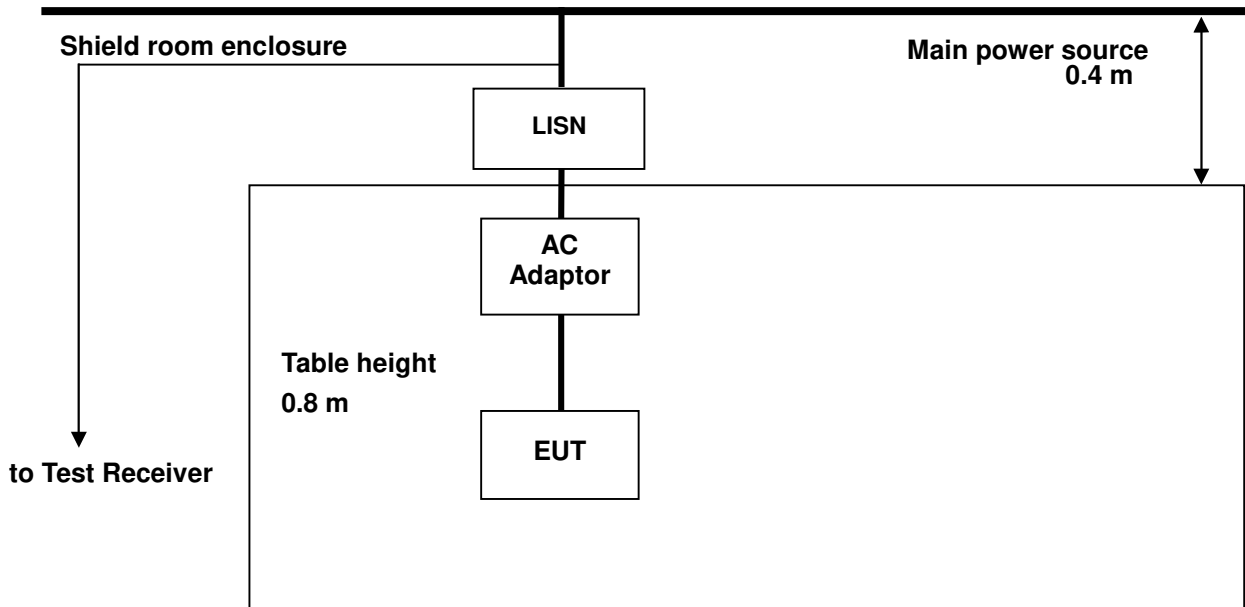 Shield room enclosure
Main power source
0.4 m
LISN
AC
Adaptor
Table height
0.8 m
EUT
to Test Receiver